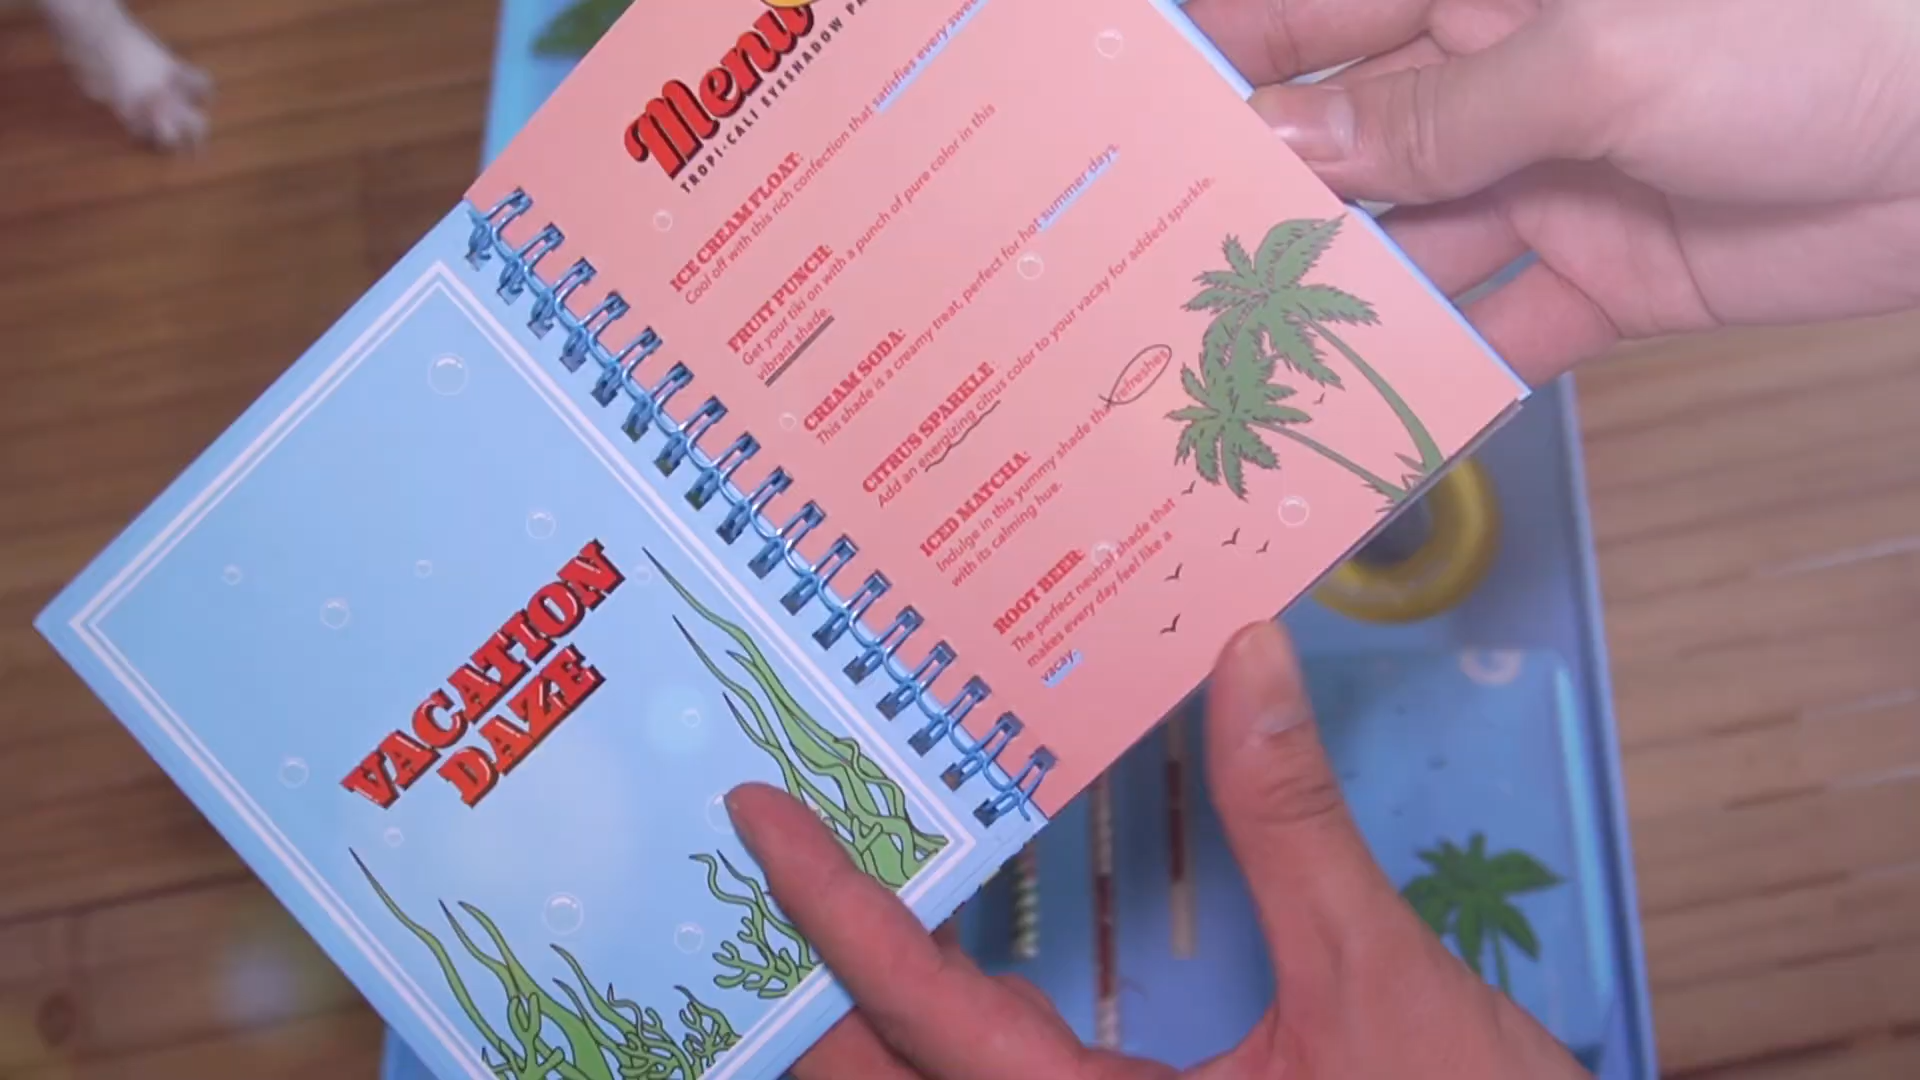 Menu
TROPI-CALI EYESHADOW
ICE CREAM FLOAT:
Cool off with this rich confection that satisfies every
FRUIT PUNCH:
Get your tiki on with a punch of pure color in this
vibrant shade.
CREAM SODA:
This shade is a creamy treat, perfect for hot summer days.
CITRUS SPARKLE:
Add an energizing citrus color to your vacay for added sparkle.
ICED MATCHA:
Indulge in this yummy shade that refreshes
with its calming hue.
ROOT BEER:
The perfect neutral shade that
makes every day feel like a
vacay.
VACATION
DAZE